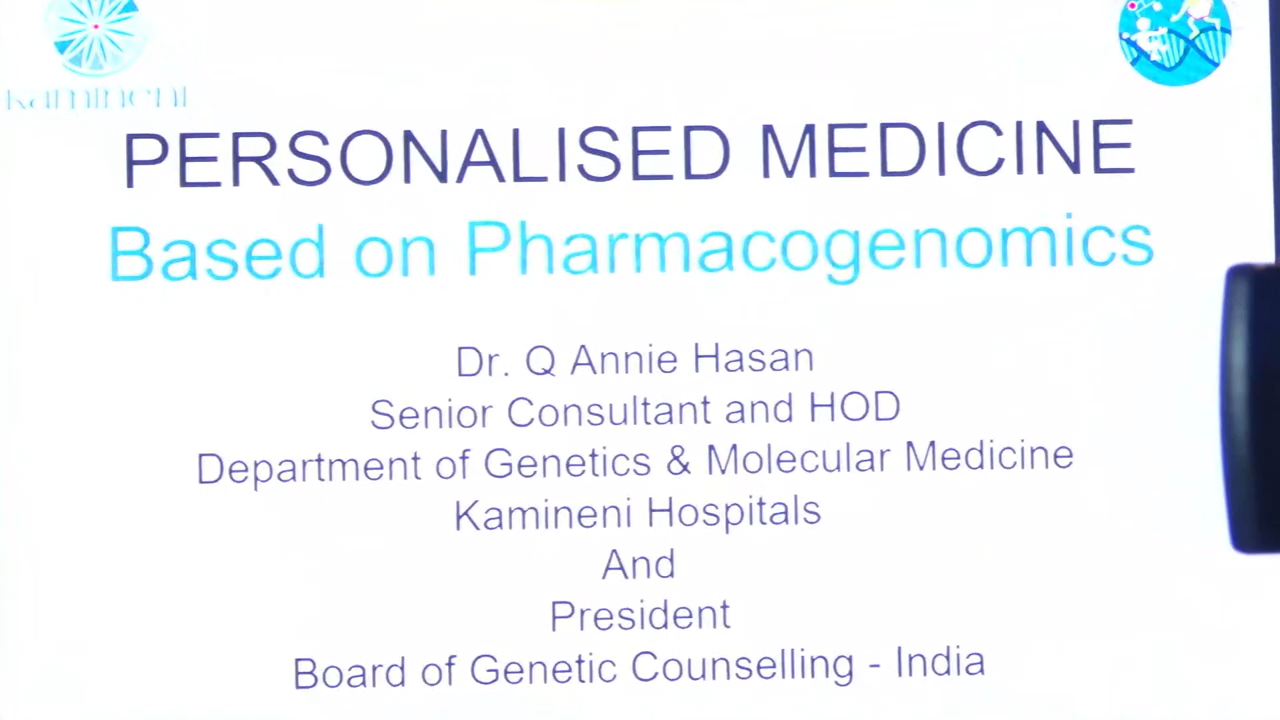 kamineni
PERSONALISED MEDICINE
Based on Pharmacogenomics
Dr. Q Annie Hasan
Senior Consultant and HOD
Department of Genetics & Molecular Medicine
Kamineni Hospitals
And
President
Board of Genetic Counselling - India